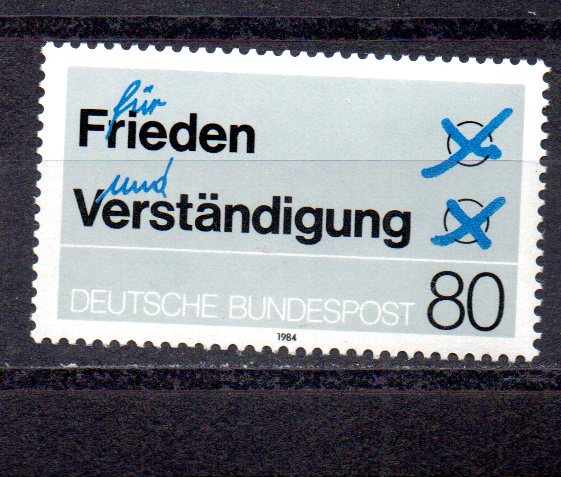 für
Frieden
und
Verständigung
DEUTSCHE BUNDESPOST 80
1984